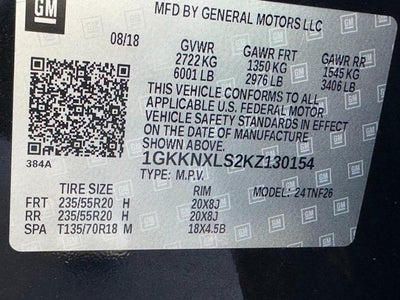 GM
MFD BY GENERAL MOTORS LLC
GM
08/18 GVWR GAWR FRT GAWR RR
2722 KG 1350 KG 1545 KG
6001 LB 2976 LB 3406 LB
THIS VEHICLE CONFORMS TO ALL
APPLICABLE U.S. FEDERAL MOTOR
VEHICLE SAFETY STANDARDS IN EFFECT
ON THE DATE OF MANUFACTURE
SHOWN ABOVE.
384A 1GKKNXLS2KZ130154
TYPE: M.P.V. MODEL: 24TNF26
TIRE SIZE RIM
FRT 235/55R20 H 20X8J
RR 235/55R20 H 20X8J
SPA T135/70R18 M 18X4.5B